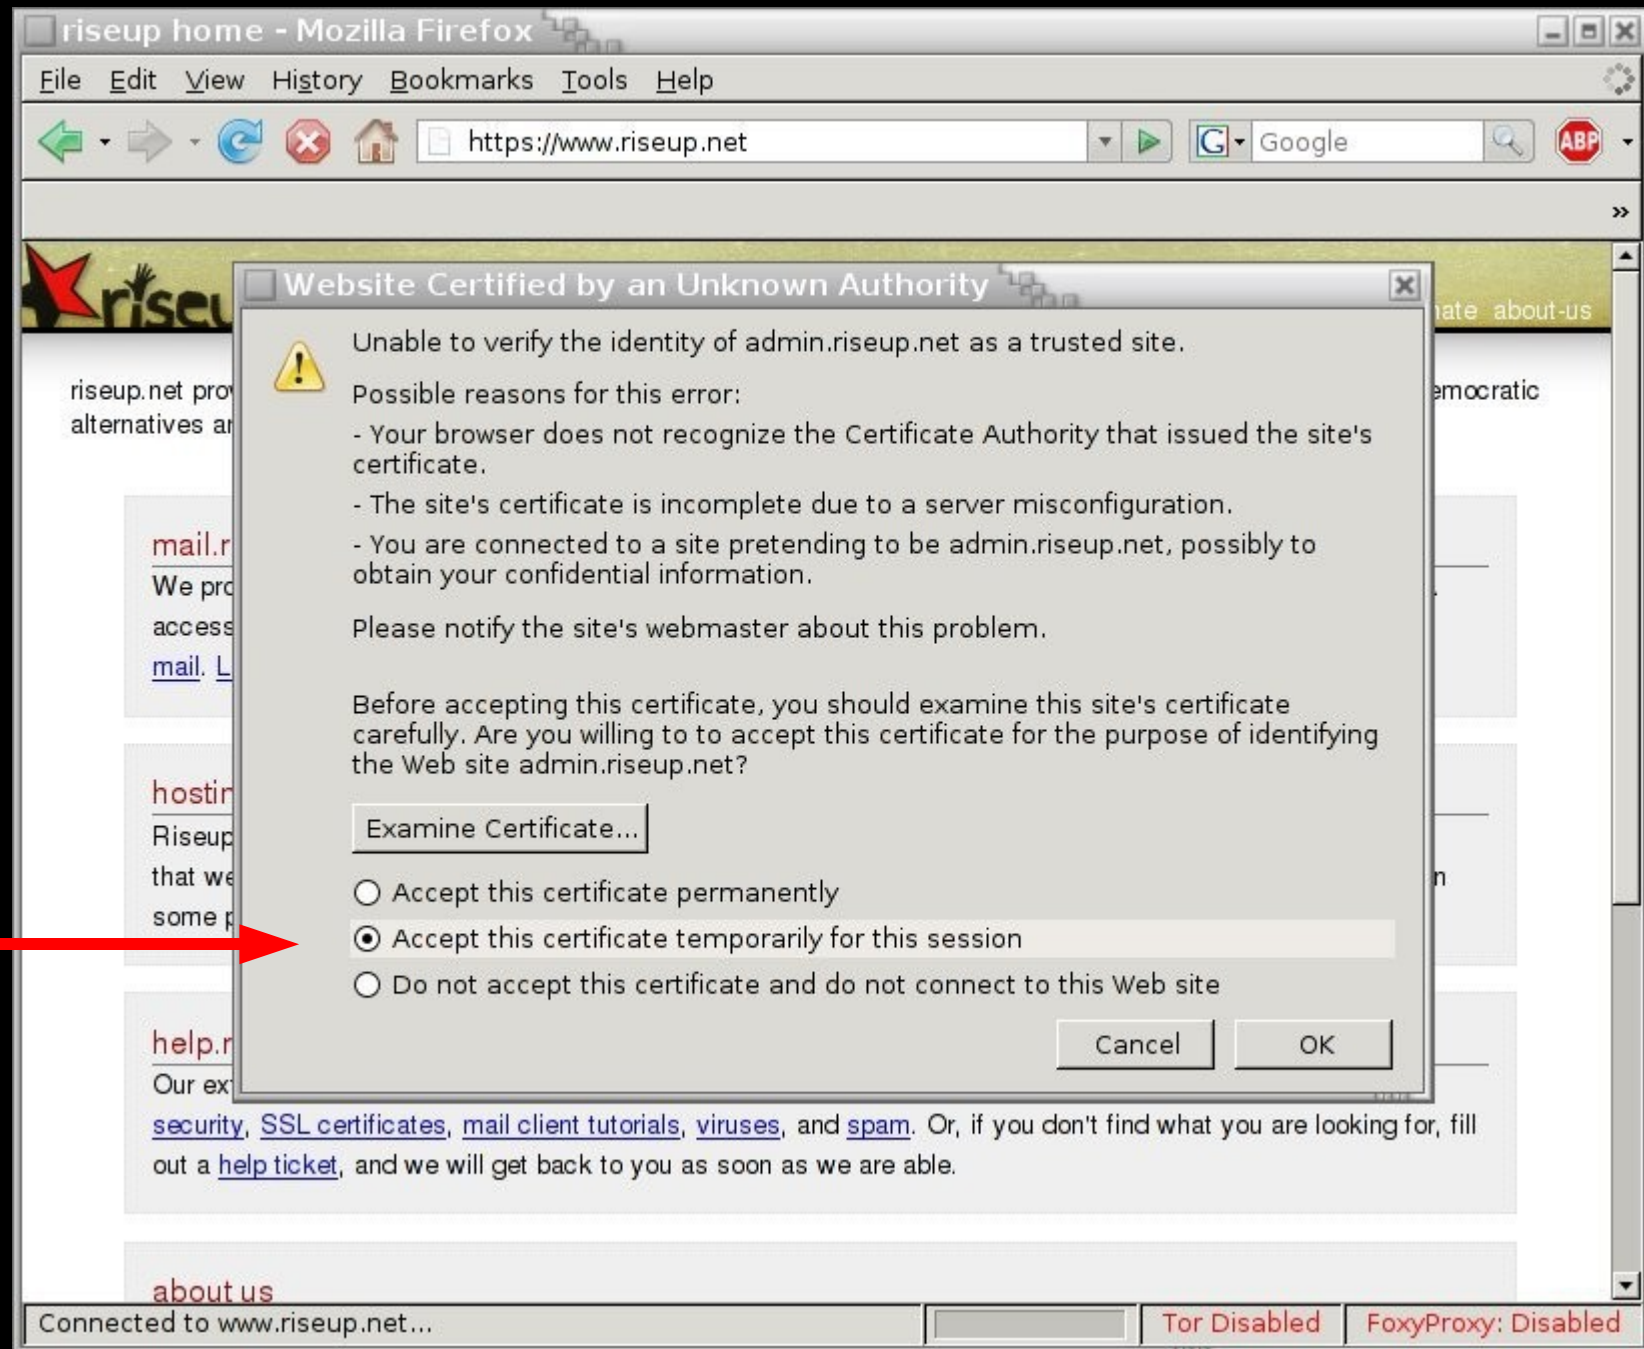 riseup home - Mozilla Firefox
File Edit View History Bookmarks Tools Help
https://www.riseup.net G Google ABP
»
riseu
about-us
Website Certified by an Unknown Authority
Unable to verify the identity of admin.riseup.net as a trusted site.
Possible reasons for this error:
- Your browser does not recognize the Certificate Authority that issued the site's
certificate.
- The site's certificate is incomplete due to a server misconfiguration.
- You are connected to a site pretending to be admin.riseup.net, possibly to
obtain your confidential information.
Please notify the site's webmaster about this problem.
Before accepting this certificate, you should examine this site's certificate
carefully. Are you willing to to accept this certificate for the purpose of identifying
the Web site admin.riseup.net?
Examine Certificate...
Accept this certificate permanently
Accept this certificate temporarily for this session
Do not accept this certificate and do not connect to this Web site
Cancel OK
riseup.net prov
emocratic
alternatives ar
mail.r
We pro
access
mail. L
hostin
Riseup
that we
some p
help.r
Our ex
security, SSL certificates, mail client tutorials, viruses, and spam. Or, if you don't find what you are looking for, fill
out a help ticket, and we will get back to you as soon as we are able.
about us
Connected to www.riseup.net... Tor Disabled FoxyProxy: Disabled